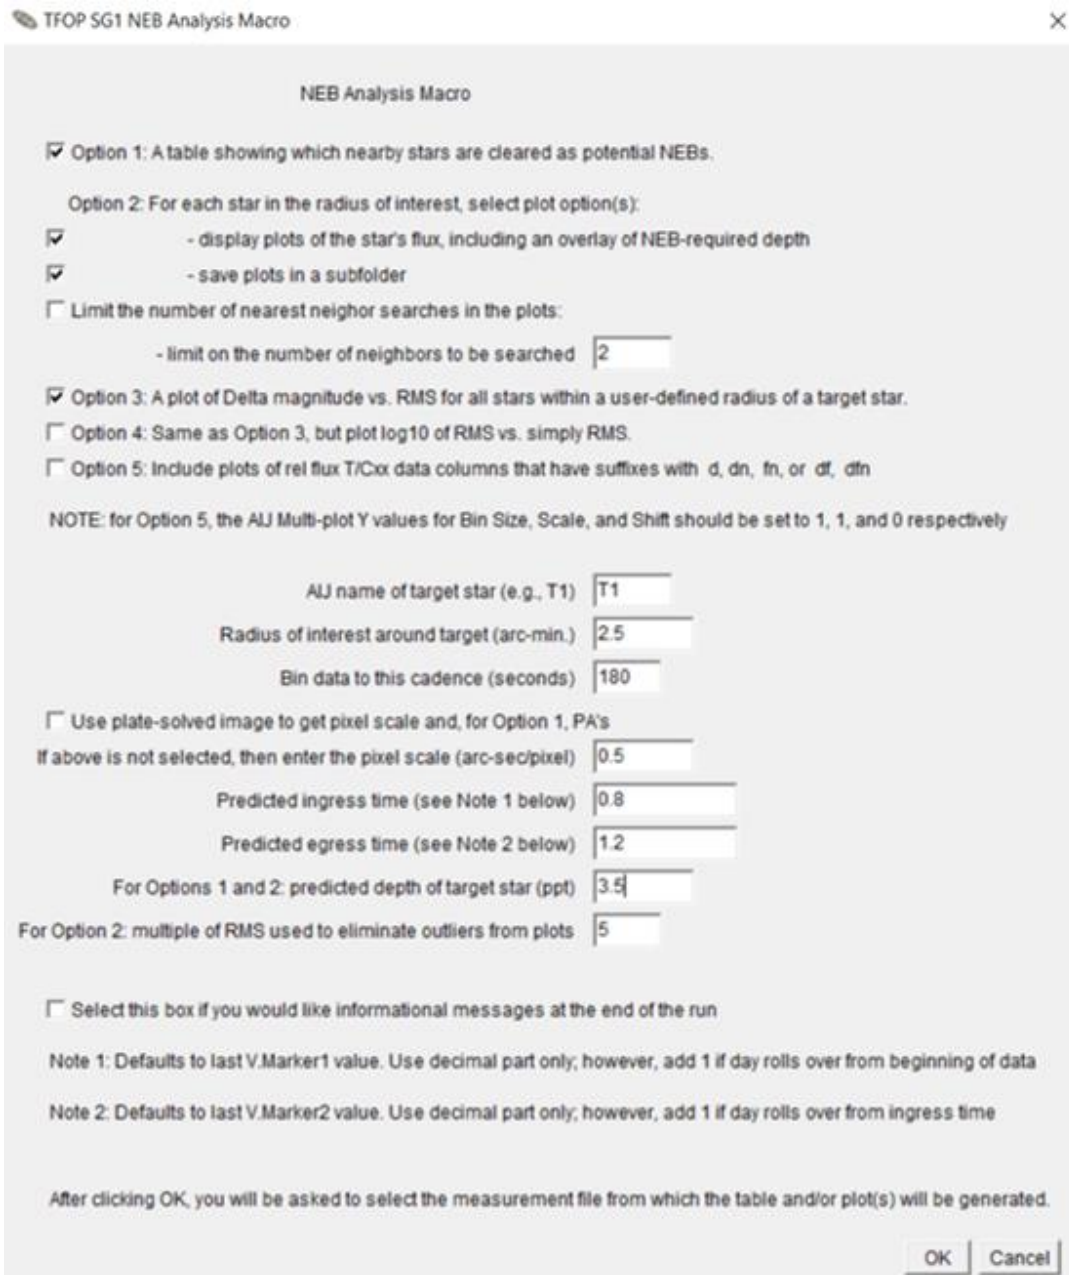 TFOP SG1 NEB Analysis Macro
NEB Analysis Macro
Option 1: A table showing which nearby stars are cleared as potential NEBs.
Option 2: For each star in the radius of interest, select plot option(s):
- display plots of the star's flux, including an overlay of NEB-required depth
- save plots in a subfolder
Limit the number of nearest neighor searches in the plots:
- limit on the number of neighbors to be searched 2
Option 3: A plot of Delta magnitude vs. RMS for all stars within a user-defined radius of a target star.
Option 4: Same as Option 3, but plot log10 of RMS vs. simply RMS.
Option 5: Include plots of rel flux T/Cxx data columns that have suffixes with d, dn, fn, or df, dfn
NOTE: for Option 5, the AIJ Multi-plot Y values for Bin Size, Scale, and Shift should be set to 1, 1, and 0 respectively
AIJ name of target star (e.g., T1) T1
Radius of interest around target (arc-min.) 2.5
Bin data to this cadence (seconds) 180
Use plate-solved image to get pixel scale and, for Option 1, PA's
If above is not selected, then enter the pixel scale (arc-sec/pixel) 0.5
Predicted ingress time (see Note 1 below) 0.8
Predicted egress time (see Note 2 below) 1.2
For Options 1 and 2: predicted depth of target star (ppt) 3.5
For Option 2: multiple of RMS used to eliminate outliers from plots 5
Select this box if you would like informational messages at the end of the run
Note 1: Defaults to last V.Marker1 value. Use decimal part only; however, add 1 if day rolls over from beginning of data
Note 2: Defaults to last V.Marker2 value. Use decimal part only; however, add 1 if day rolls over from ingress time
After clicking OK, you will be asked to select the measurement file from which the table and/or plot(s) will be generated.
OK Cancel